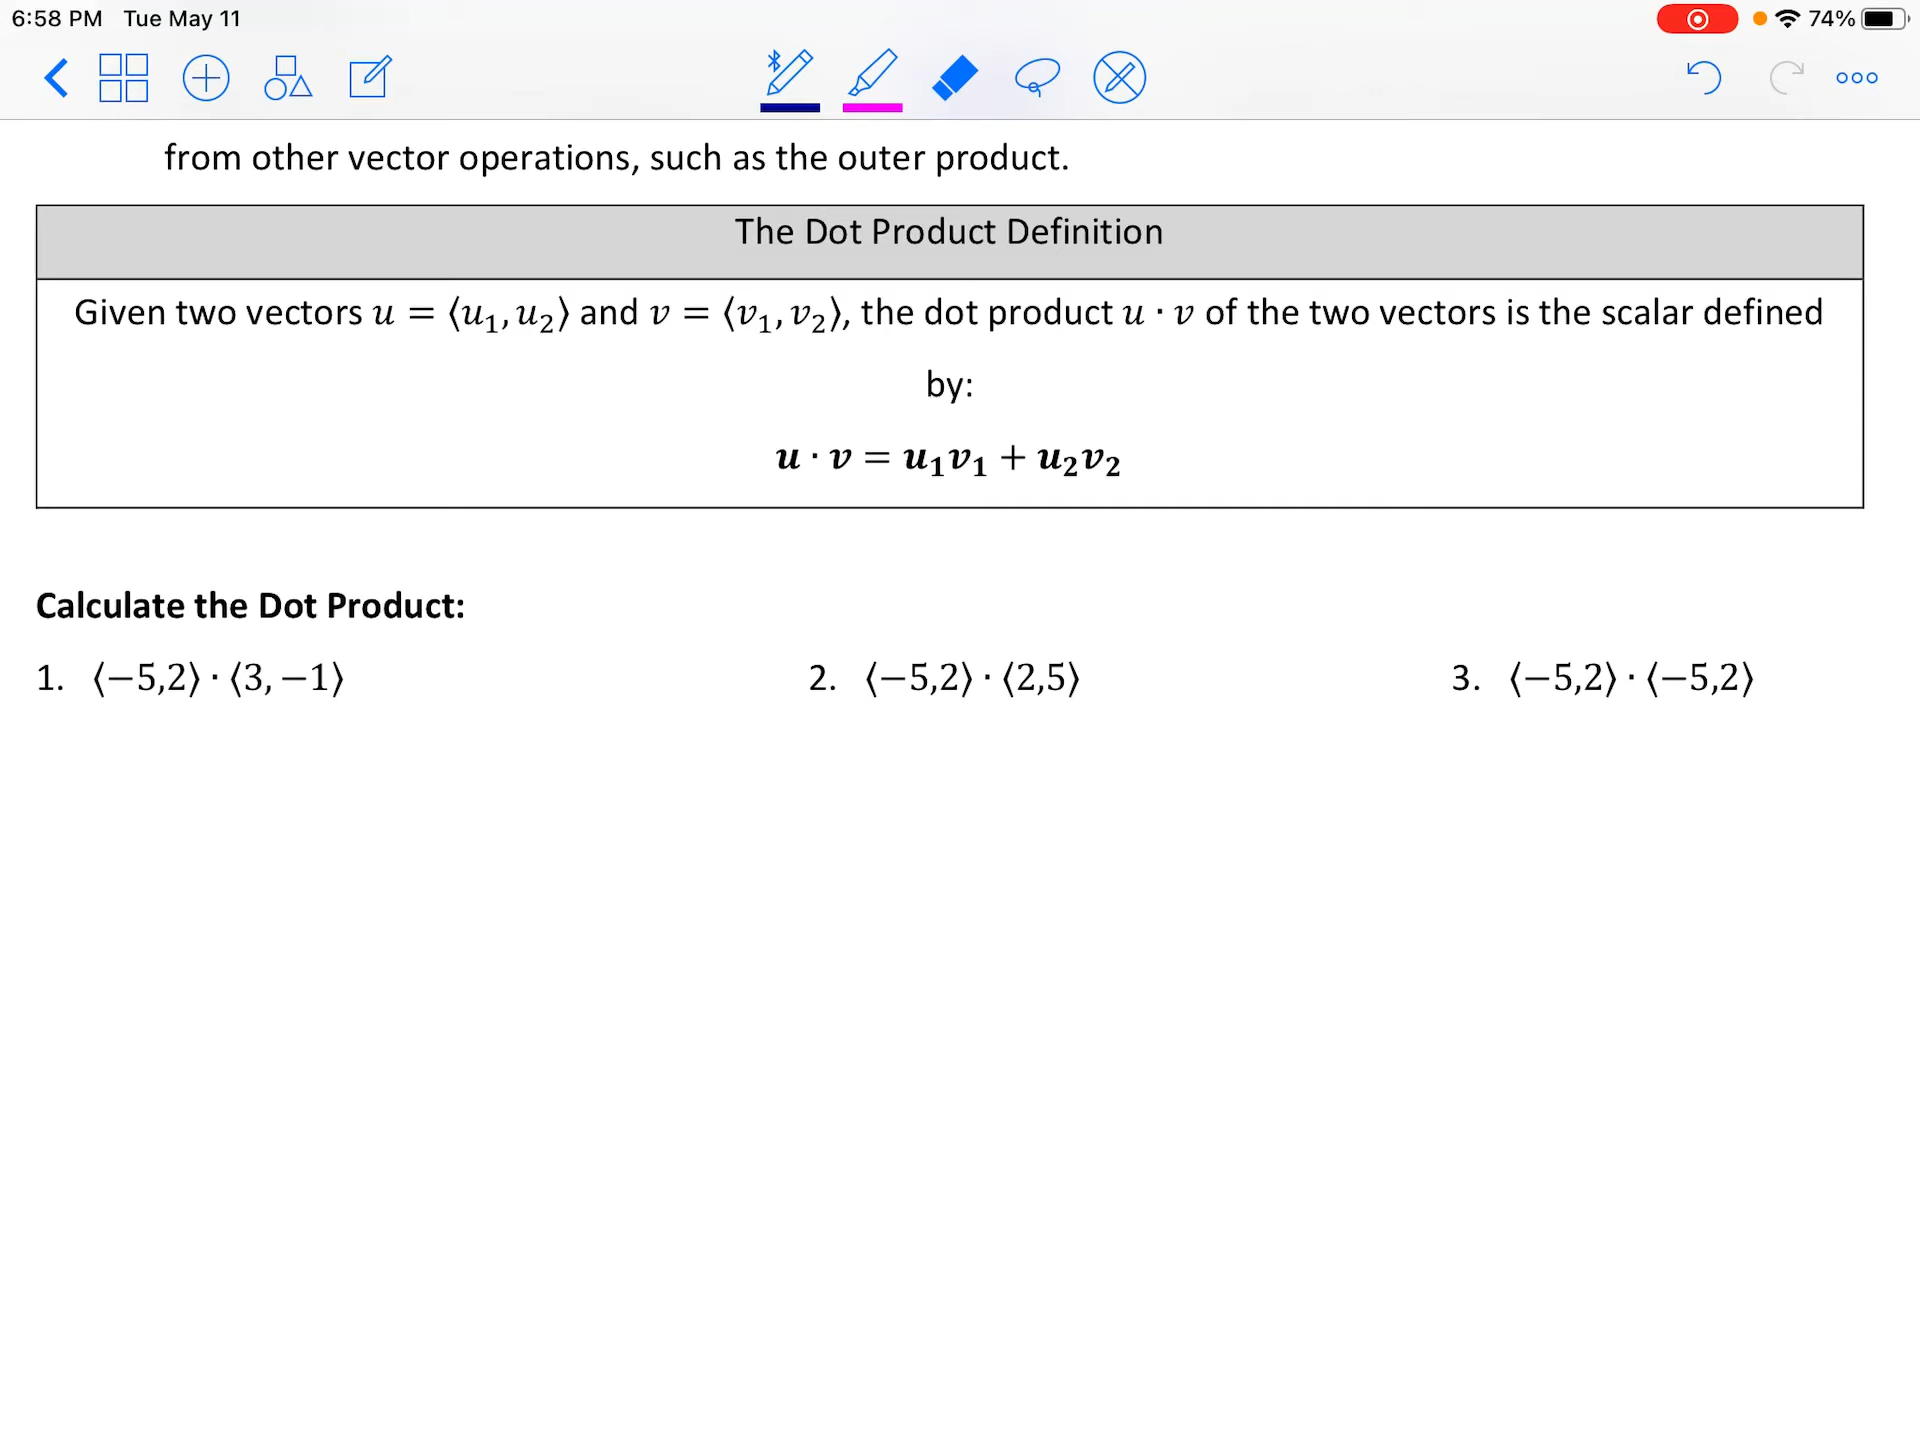 6:58 PM Tue May 11
74%
from other vector operations, such as the outer product.
The Dot Product Definition
Given two vectors u = ⟨u₁, u₂⟩ and v = ⟨v₁, v₂⟩, the dot product u · v of the two vectors is the scalar defined
by:
u · v = u₁v₁ + u₂v₂
Calculate the Dot Product:
1. ⟨−5,2⟩ · ⟨3, −1⟩ 2. ⟨−5,2⟩ · ⟨2,5⟩ 3. ⟨−5,2⟩ · ⟨−5,2⟩